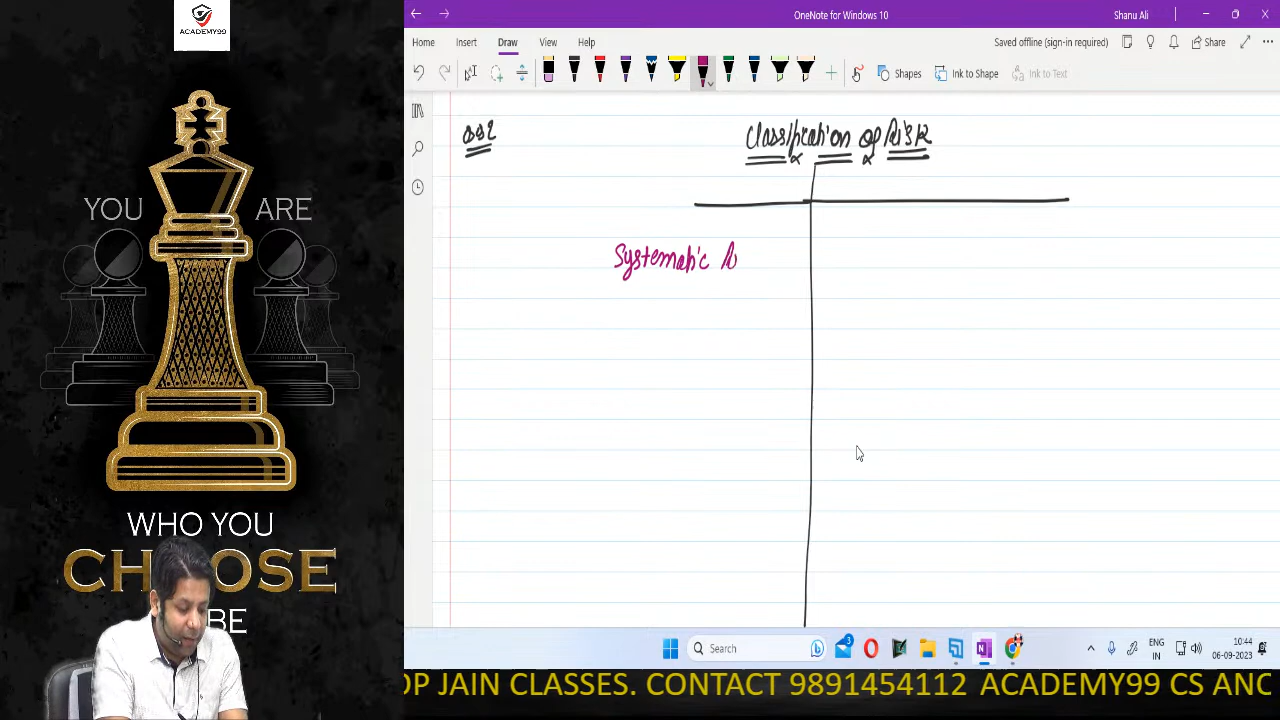 ACADEMY99
YOU ARE
WHO YOU
CH OSE
BE
OneNote for Windows 10
Shanu Ali
Home Insert Draw View Help
Saved offline (sign-in required)
Share
Shapes
Ink to Shape
Ink to Text
Classification of Risk
Systematic
Search
3
ENG
IN
10:44
06-09-2023
OP JAIN CLASSES. CONTACT 9891454112 ACADEMY99 CS ANC